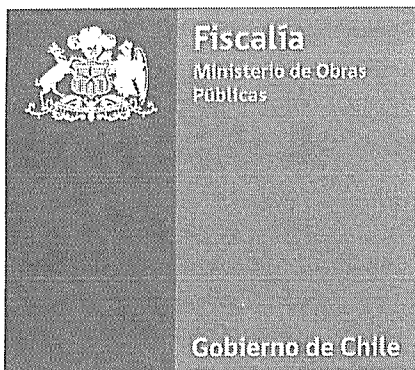 Fiscalía
Ministerio de Obras
Públicas
Gobierno de Chile